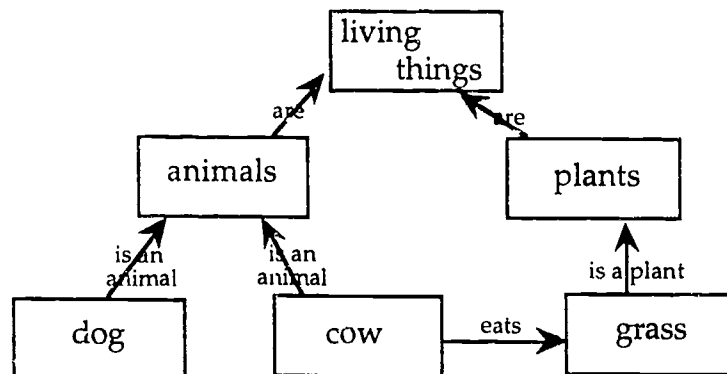 living
things
are
are
animals
plants
is an
animal
is an
animal
is a plant
dog
cow
eats
grass